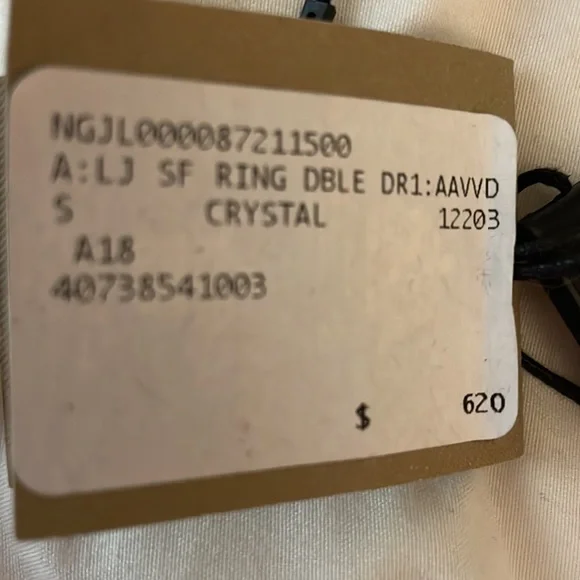 NGJL000087211500
A:LJ SF RING DBLE DR1:AAVVD
S CRYSTAL 12203
A18
40738541003
$ 620